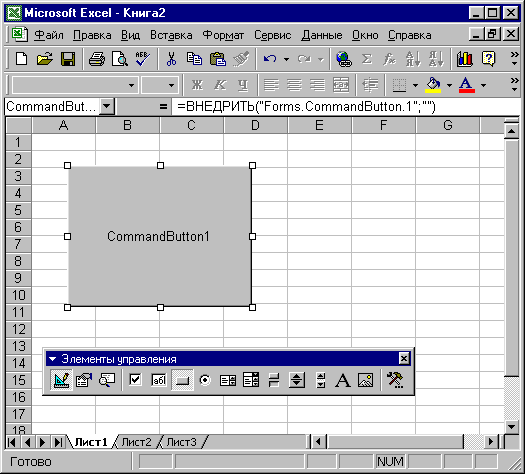 Microsoft Excel - Книга2
Файл Правка Вид Вставка Формат Сервис Данные Окно Справка
ABC
Ж К Ч
CommandBut... = =ВНЕДРИТЬ("Forms.CommandButton.1";"")
A B C D E F G
1
2
3
4
5
6
7
8
9
10
11
12
13
14
15
16
17
18
CommandButton1
Элементы управления
abl
A
Лист1 Лист2 Лист3
Готово NUM